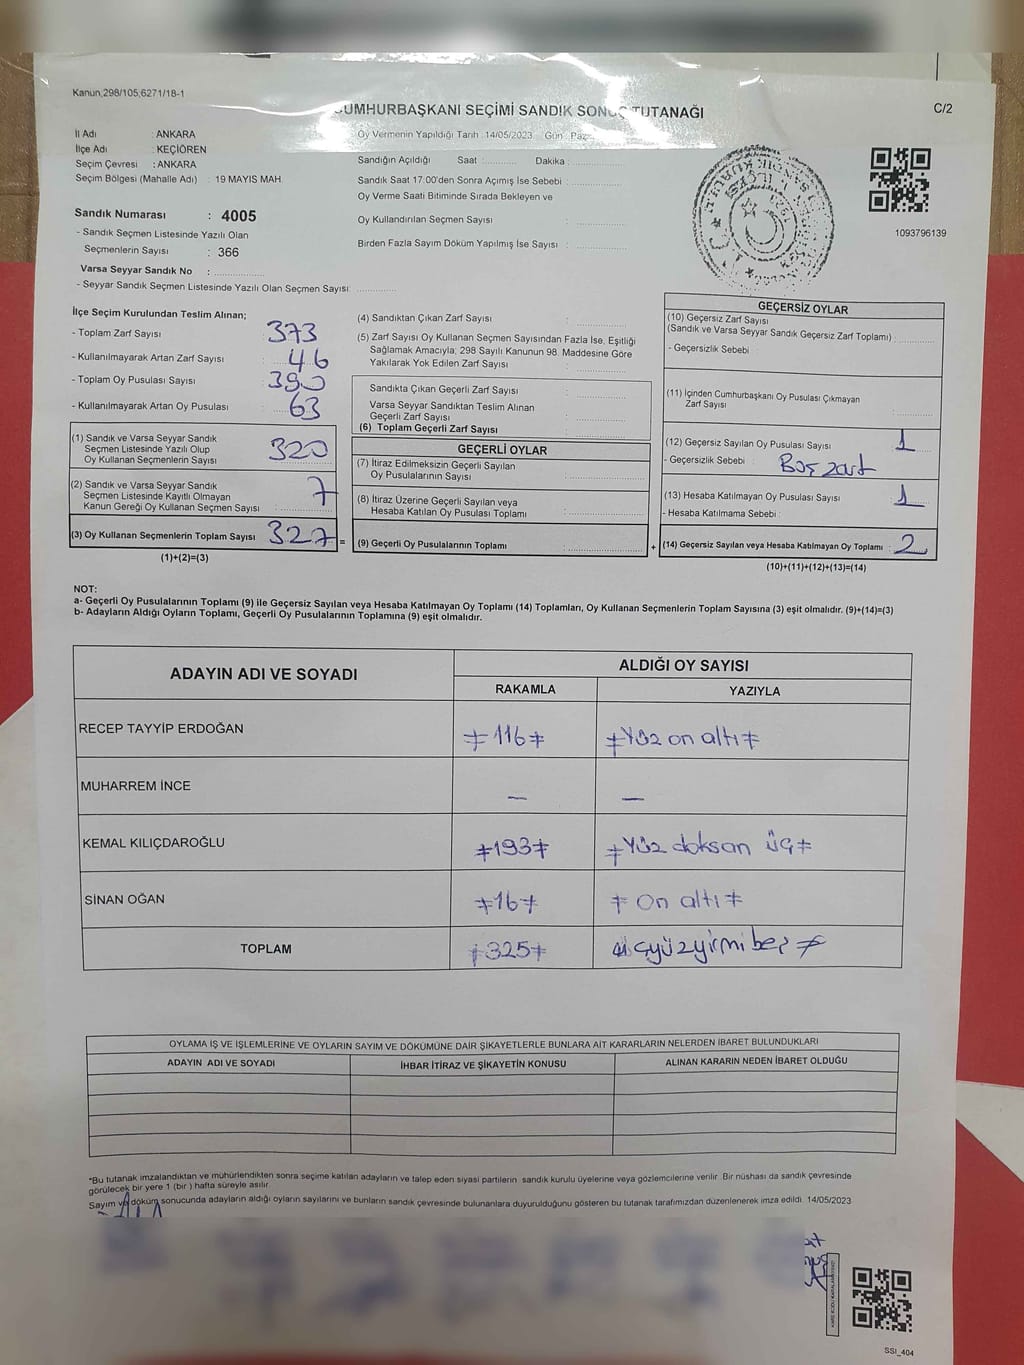 Kanun,298/105,6271/18-1
CUMHURBAŞKANI SEÇİMİ SANDIK SONUÇ TUTANAĞI
C/2
İl Adı : ANKARA
İlçe Adı : KEÇİÖREN
Seçim Çevresi : ANKARA
Seçim Bölgesi (Mahalle Adı) : 19 MAYIS MAH.
Sandık Numarası : 4005
- Sandık Seçmen Listesinde Yazılı Olan
Seçmenlerin Sayısı : 366
Varsa Seyyar Sandık No :
- Seyyar Sandık Seçmen Listesinde Yazılı Olan Seçmen Sayısı:
Oy Vermenin Yapıldığı Tarih :14/05/2023 Gün : Paz
Sandığın Açıldığı Saat : Dakika :
Sandık Saat 17:00'den Sonra Açımış İse Sebebi :
Oy Verme Saati Bitiminde Sırada Bekleyen ve
Oy Kullandırılan Seçmen Sayısı :
Birden Fazla Sayım Döküm Yapılmış İse Sayısı :
1093796139
İlçe Seçim Kurulundan Teslim Alınan;
- Toplam Zarf Sayısı : 373
- Kullanılmayarak Artan Zarf Sayısı : 46
- Toplam Oy Pusulası Sayısı : 390
- Kullanılmayarak Artan Oy Pusulası : 63
(1) Sandık ve Varsa Seyyar Sandık
Seçmen Listesinde Yazılı Olup
Oy Kullanan Seçmenlerin Sayısı : 320
(2) Sandık ve Varsa Seyyar Sandık
Seçmen Listesinde Kayıtlı Olmayan
Kanun Gereği Oy Kullanan Seçmen Sayısı : 7
(3) Oy Kullanan Seçmenlerin Toplam Sayısı : 327 =
(1)+(2)=(3)
(4) Sandıktan Çıkan Zarf Sayısı :
(5) Zarf Sayısı Oy Kullanan Seçmen Sayısından Fazla İse, Eşitliği
Sağlamak Amacıyla; 298 Sayılı Kanunun 98. Maddesine Göre
Yakılarak Yok Edilen Zarf Sayısı :
Sandıkta Çıkan Geçerli Zarf Sayısı :
Varsa Seyyar Sandıktan Teslim Alınan
Geçerli Zarf Sayısı :
(6) Toplam Geçerli Zarf Sayısı :
GEÇERLİ OYLAR
(7) İtiraz Edilmeksizin Geçerli Sayılan
Oy Pusulalarının Sayısı :
(8) İtiraz Üzerine Geçerli Sayılan veya
Hesaba Katılan Oy Pusulası Toplamı :
(9) Geçerli Oy Pusulalarının Toplamı : +
GEÇERSİZ OYLAR
(10) Geçersiz Zarf Sayısı
(Sandık ve Varsa Seyyar Sandık Geçersiz Zarf Toplamı) :
- Geçersizlik Sebebi :
(11) İçinden Cumhurbaşkanı Oy Pusulası Çıkmayan
Zarf Sayısı :
(12) Geçersiz Sayılan Oy Pusulası Sayısı : 1
- Geçersizlik Sebebi : Boş zarf
(13) Hesaba Katılmayan Oy Pusulası Sayısı : 1
- Hesaba Katılmama Sebebi :
(14) Geçersiz Sayılan veya Hesaba Katılmayan Oy Toplamı : 2
(10)+(11)+(12)+(13)=(14)
NOT:
a- Geçerli Oy Pusulalarının Toplamı (9) ile Geçersiz Sayılan veya Hesaba Katılmayan Oy Toplamı (14) Toplamları, Oy Kullanan Seçmenlerin Toplam Sayısına (3) eşit olmalıdır. (9)+(14)=(3)
b- Adayların Aldığı Oyların Toplamı, Geçerli Oy Pusulalarının Toplamına (9) eşit olmalıdır.
ADAYIN ADI VE SOYADI
ALDIĞI OY SAYISI
RAKAMLA YAZIYLA
RECEP TAYYİP ERDOĞAN ≠116≠ ≠Yüz on altı≠
MUHARREM İNCE — —
KEMAL KILIÇDAROĞLU ≠193≠ ≠Yüz doksan üç≠
SİNAN OĞAN ≠16≠ ≠ On altı ≠
TOPLAM ≠325≠ üçyüzyirmibeş ≠
OYLAMA İŞ VE İŞLEMLERİNE VE OYLARIN SAYIM VE DÖKÜMÜNE DAİR ŞİKAYETLERLE BUNLARA AİT KARARLARIN NELERDEN İBARET BULUNDUKLARI
ADAYIN ADI VE SOYADI İHBAR İTİRAZ VE ŞİKAYETİN KONUSU ALINAN KARARIN NEDEN İBARET OLDUĞU
*Bu tutanak imzalandıktan ve mühürlendikten sonra seçime katılan adayların ve talep eden siyasi partilerin sandık kurulu üyelerine veya gözlemcilerine verilir. Bir nüshası da sandık çevresinde
görülecek bir yere 1 (bir ) hafta süreyle asılır.
Sayım ve döküm sonucunda adayların aldığı oyların sayılarını ve bunların sandık çevresinde bulunanlara duyurulduğunu gösteren bu tutanak tarafımızdan düzenlenerek imza edildi. 14/05/2023
SSI_404